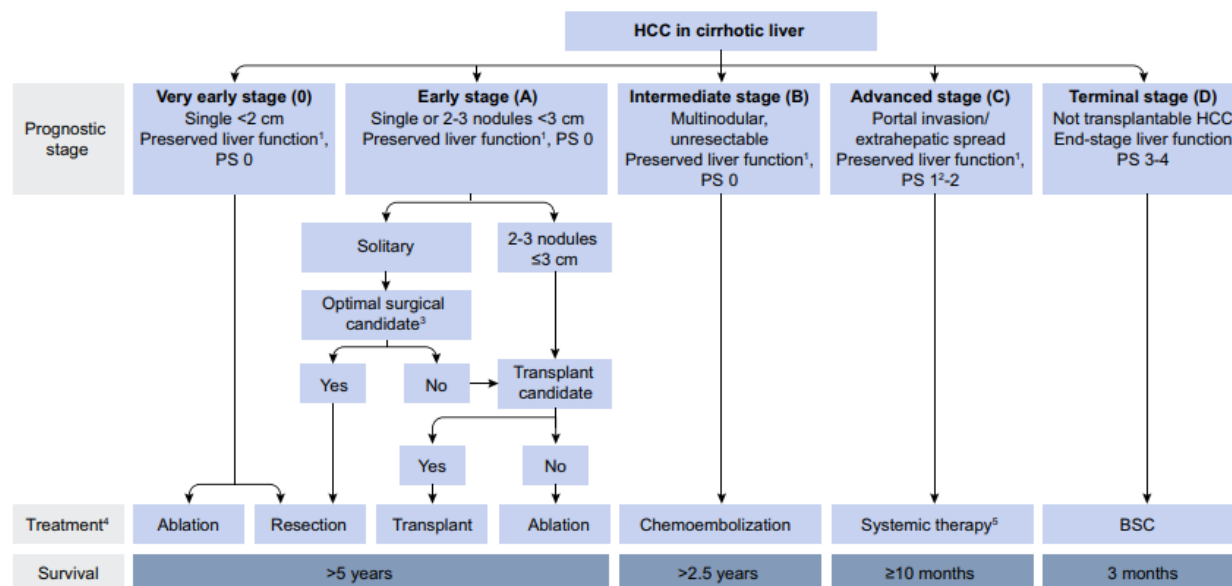 HCC in cirrhotic liver
Prognostic
stage
Very early stage (0)
Single <2 cm
Preserved liver function¹,
PS 0
Early stage (A)
Single or 2-3 nodules <3 cm
Preserved liver function¹, PS 0
Intermediate stage (B)
Multinodular,
unresectable
Preserved liver function¹,
PS 0
Advanced stage (C)
Portal invasion/
extrahepatic spread
Preserved liver function¹,
PS 1²-2
Terminal stage (D)
Not transplantable HCC
End-stage liver function
PS 3-4
Solitary
2-3 nodules
≤3 cm
Optimal surgical
candidate³
Yes
No
Transplant
candidate
Yes
No
Treatment⁴
Ablation
Resection
Transplant
Ablation
Chemoembolization
Systemic therapy⁵
BSC
Survival
>5 years
>2.5 years
≥10 months
3 months